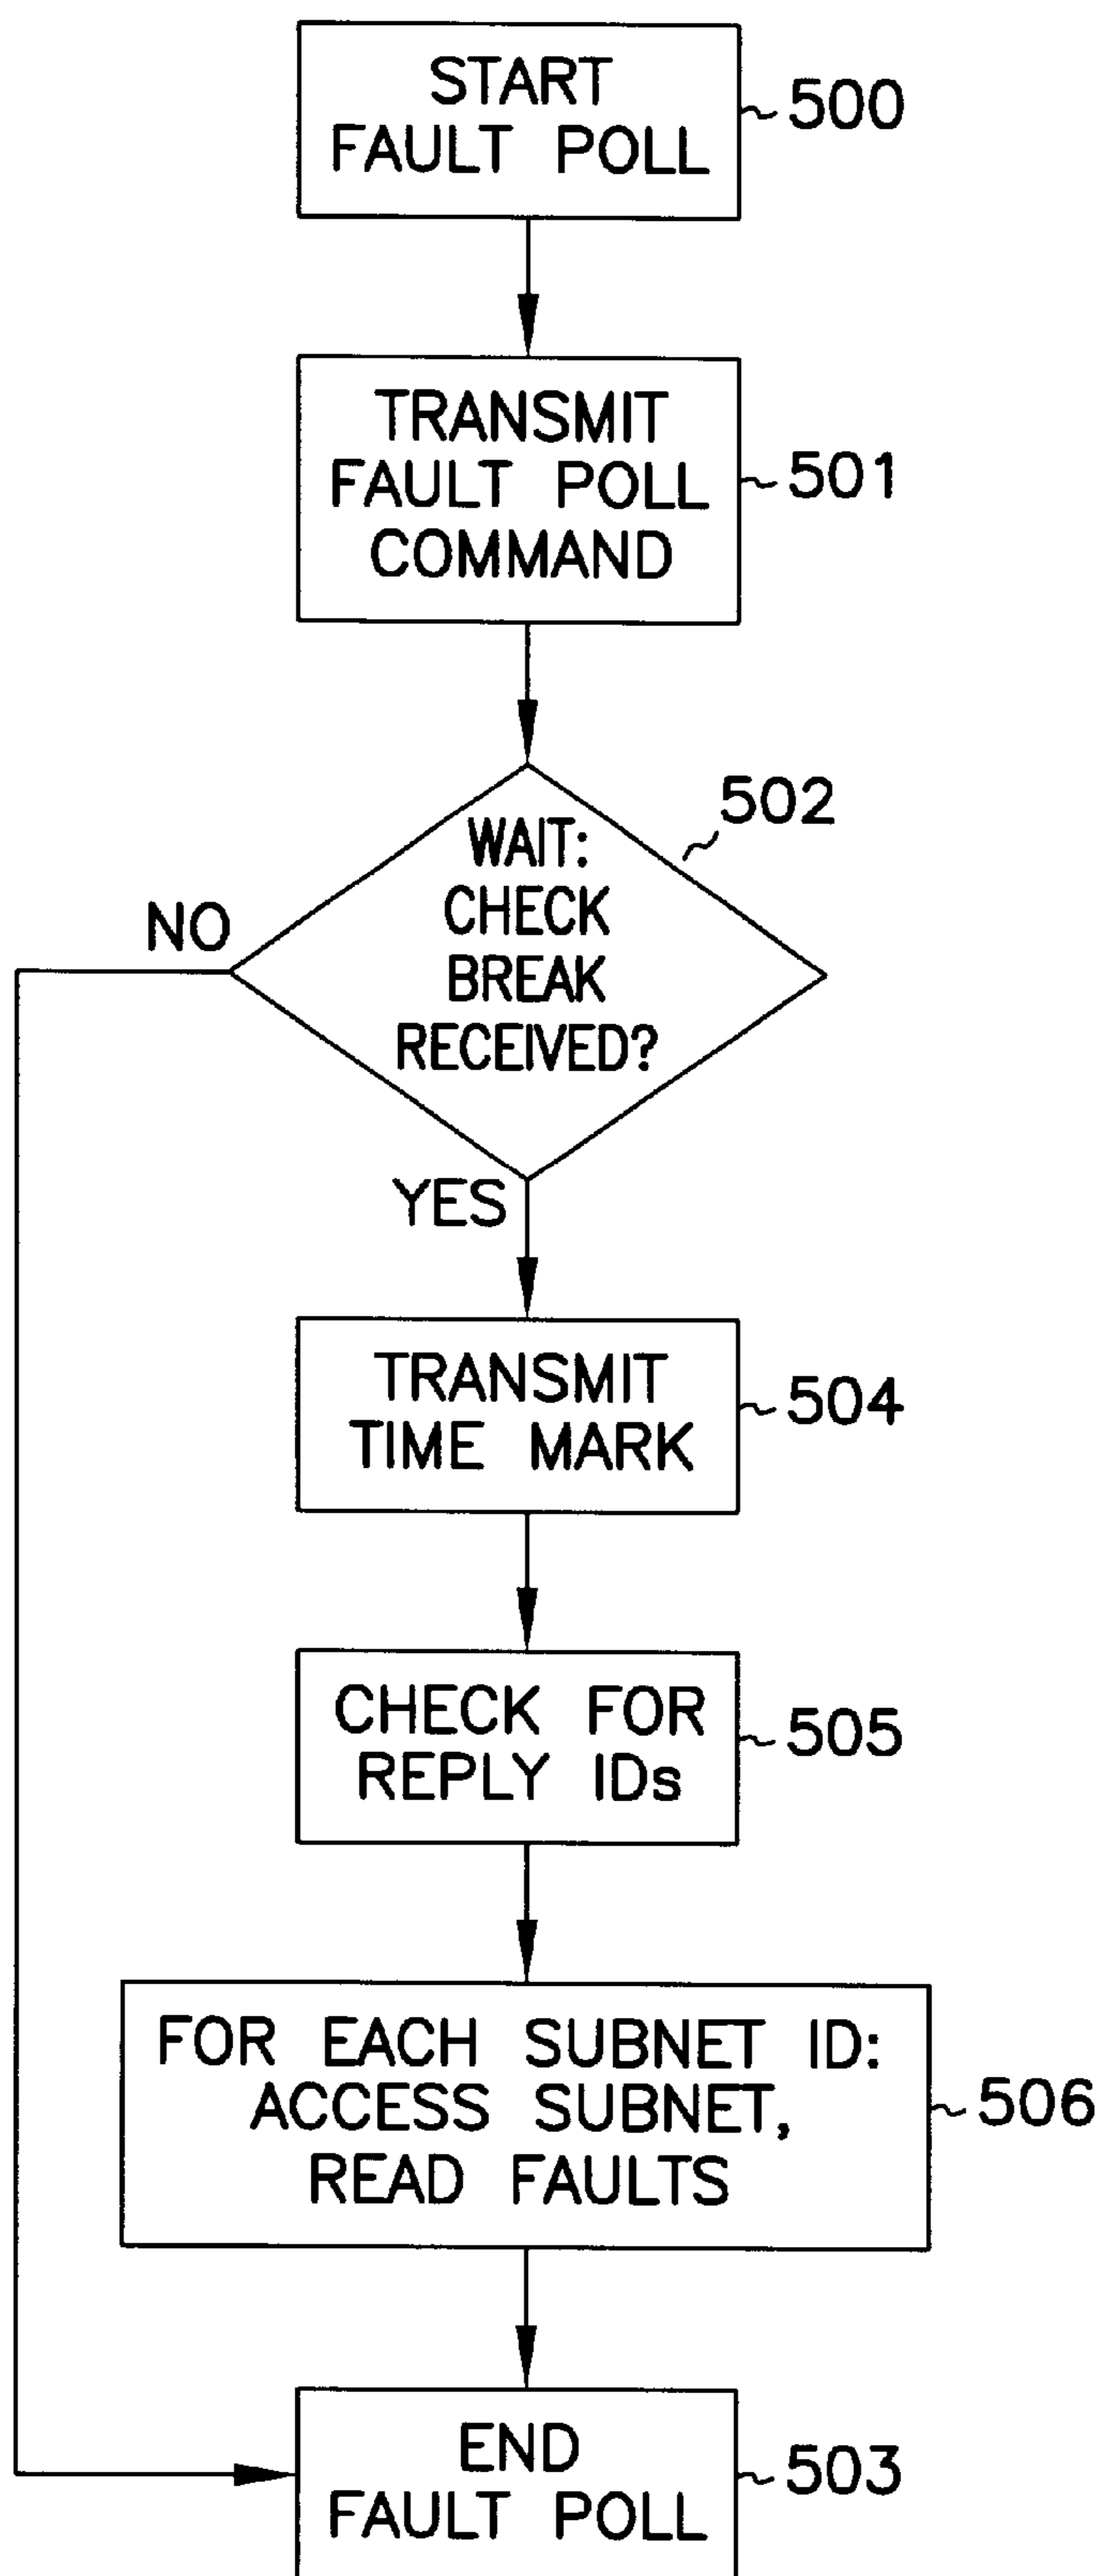 START
FAULT POLL
500
TRANSMIT
FAULT POLL
COMMAND
501
502
WAIT:
CHECK
BREAK
RECEIVED?
NO
YES
TRANSMIT
TIME MARK
504
CHECK FOR
REPLY IDs
505
FOR EACH SUBNET ID:
ACCESS SUBNET,
READ FAULTS
506
END
FAULT POLL
503